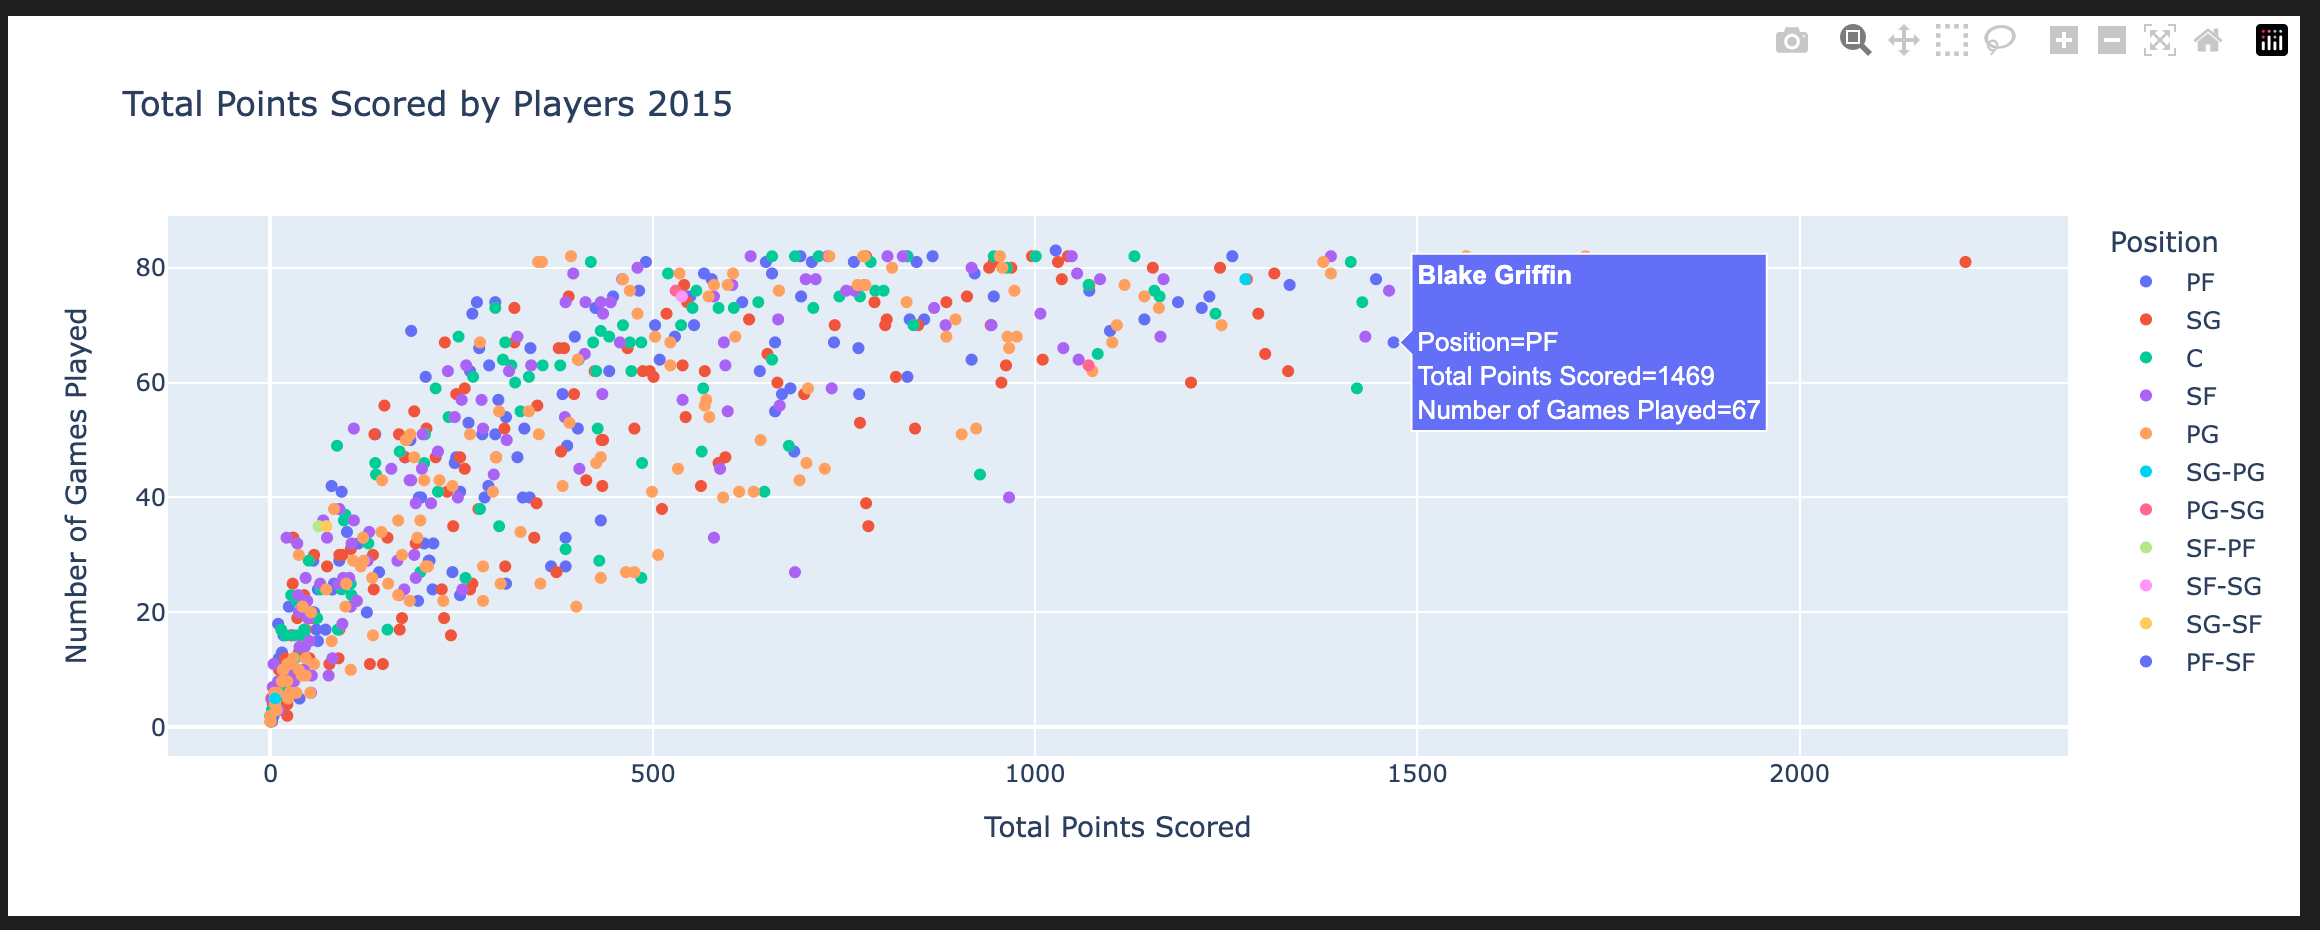 Total Points Scored by Players 2015
Number of Games Played
80
60
40
20
0
0
500
1000
1500
2000
Total Points Scored
Blake Griffin
Position=PF
Total Points Scored=1469
Number of Games Played=67
Position
PF
SG
C
SF
PG
SG-PG
PG-SG
SF-PF
SF-SG
SG-SF
PF-SF